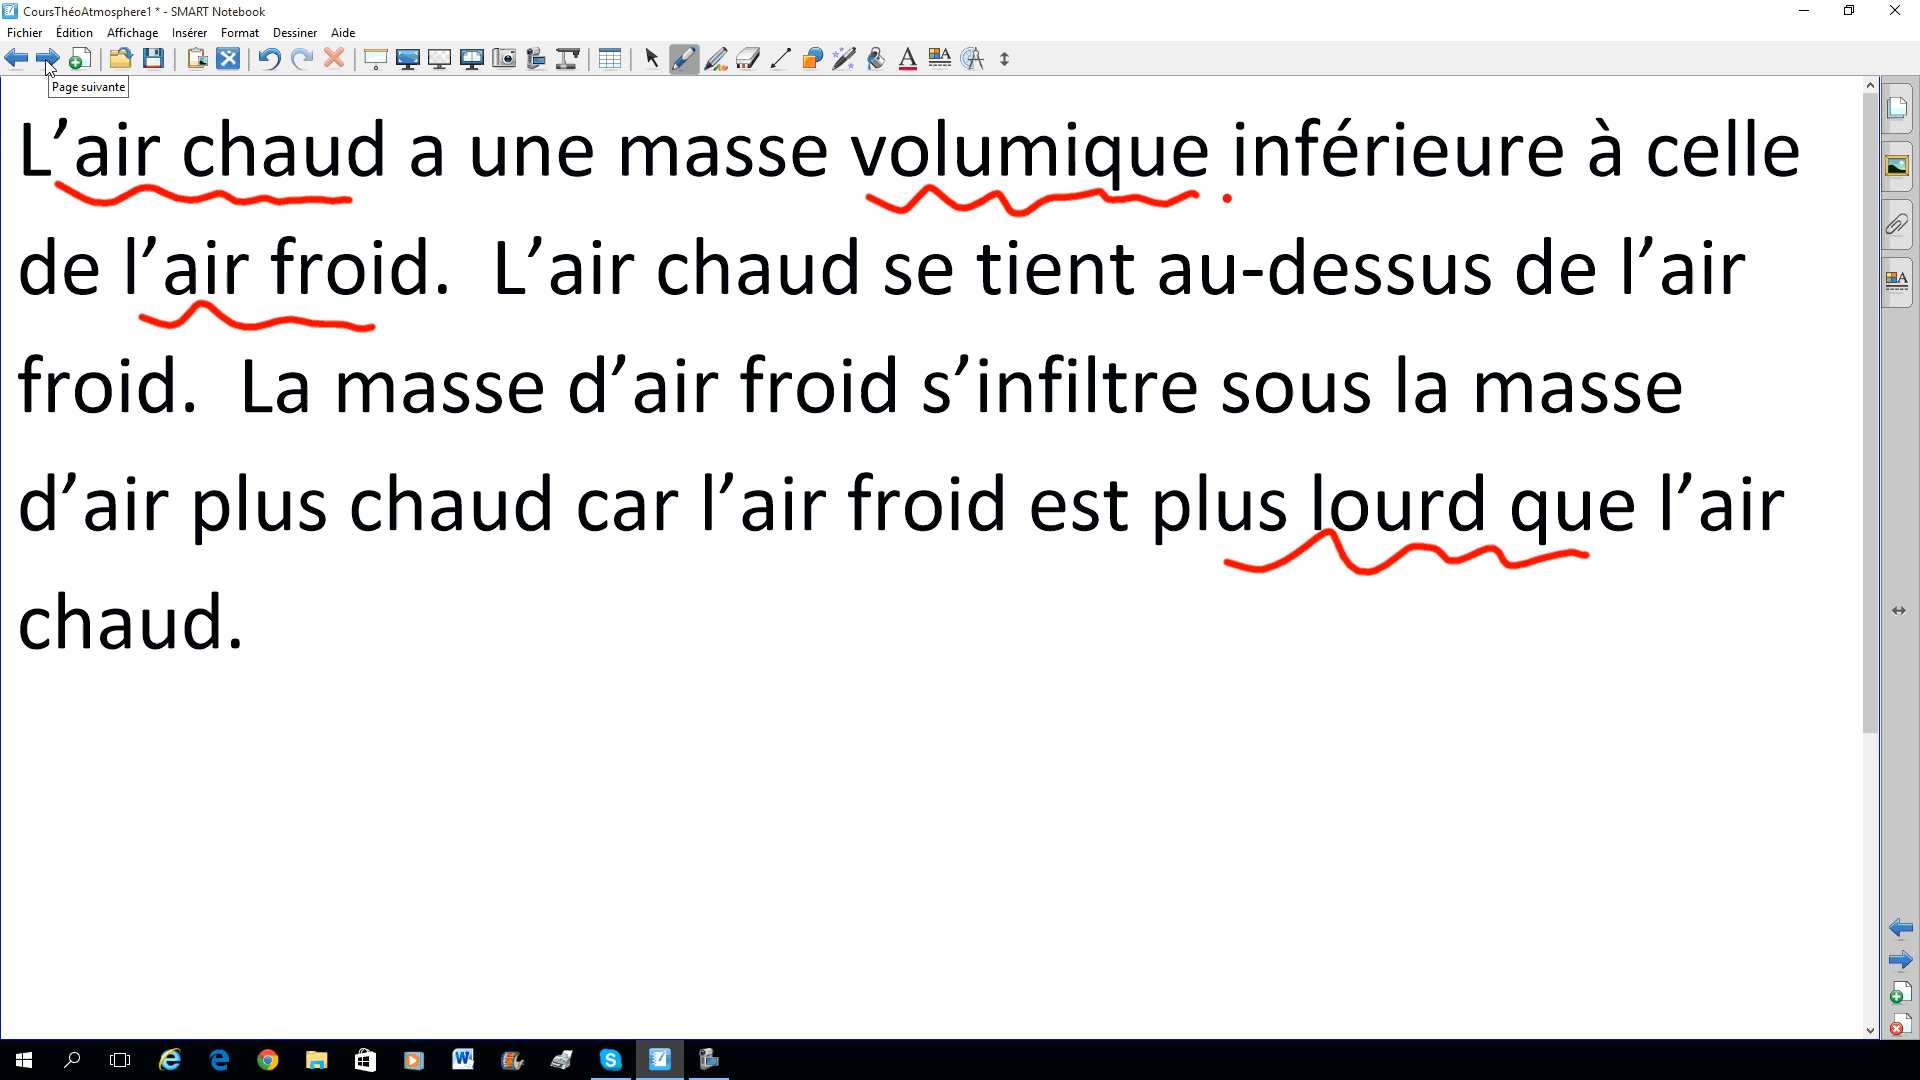 CoursThéoAtmosphere1 * - SMART Notebook
Fichier Édition Affichage Insérer Format Dessiner Aide
Page suivante
L’air chaud a une masse volumique inférieure à celle
de l’air froid. L’air chaud se tient au-dessus de l’air
froid. La masse d’air froid s’infiltre sous la masse
d’air plus chaud car l’air froid est plus lourd que l’air
chaud.